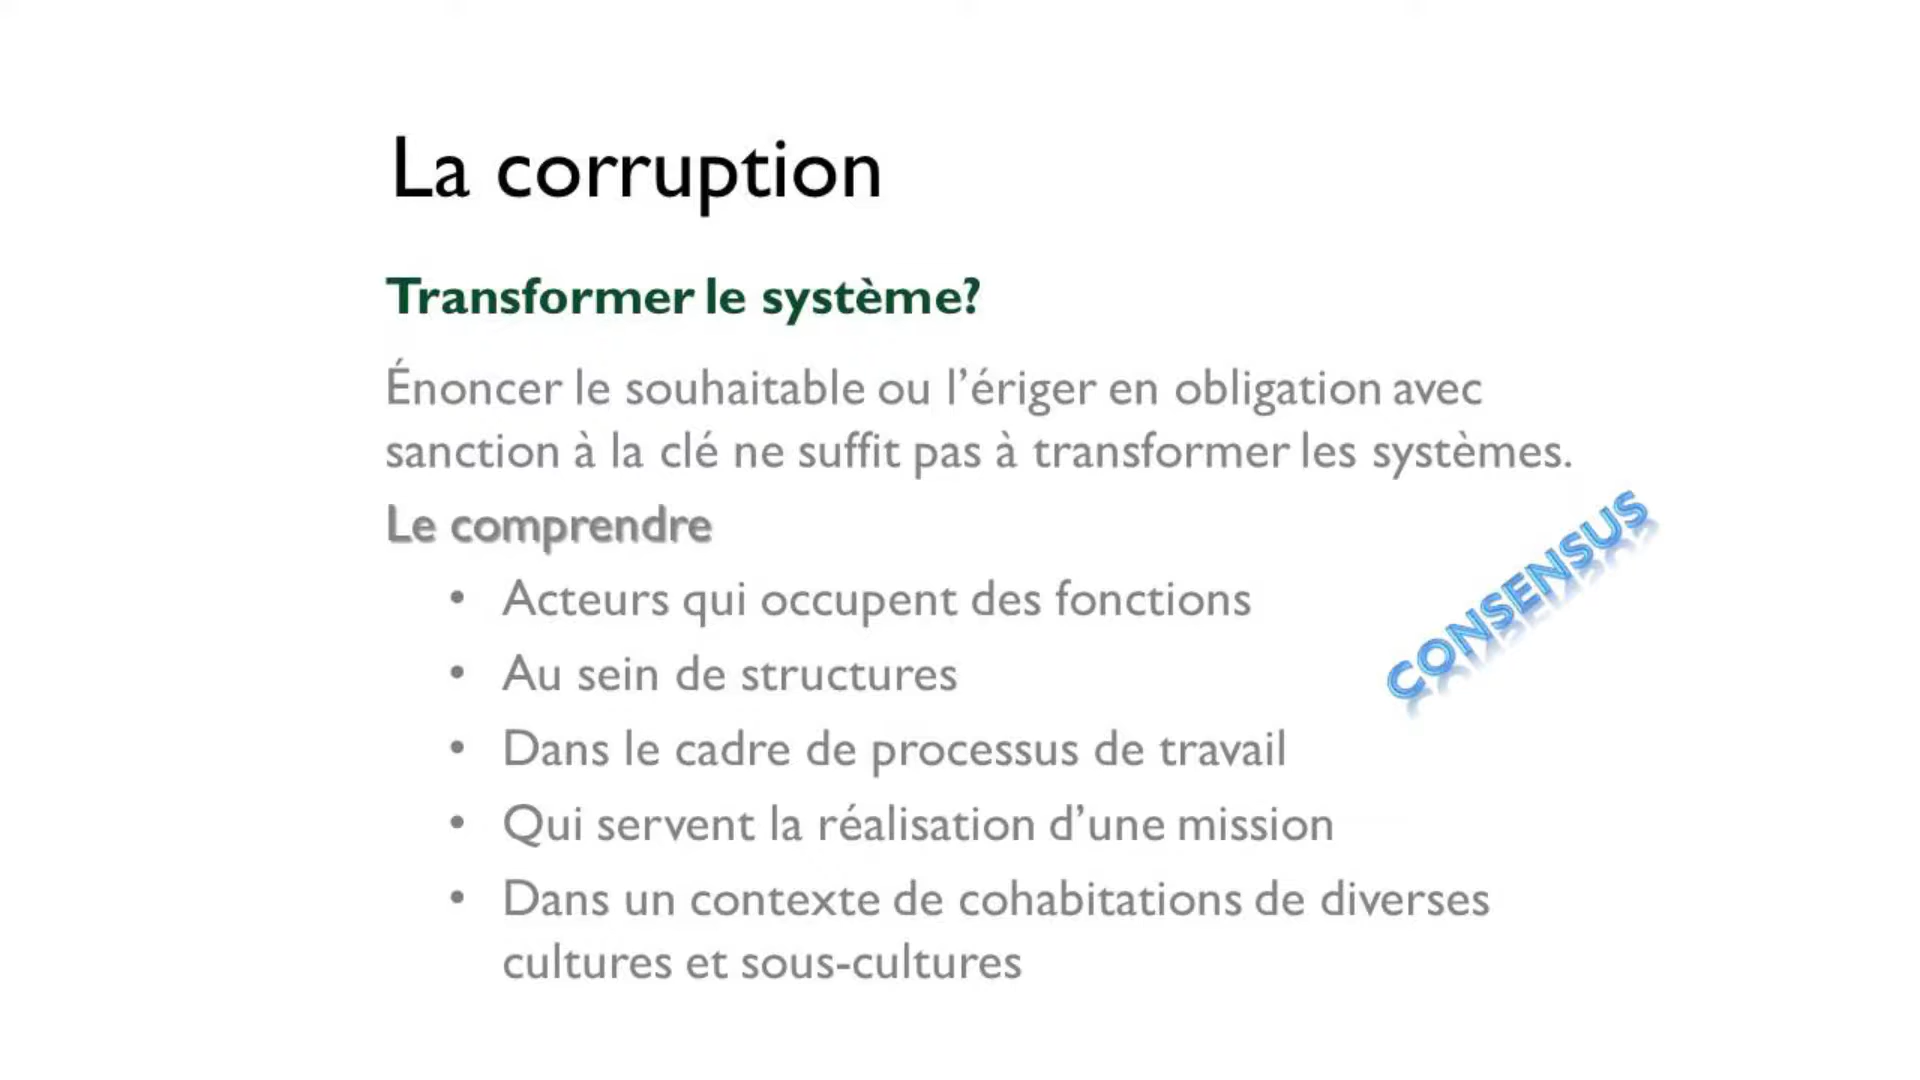 La corruption
Transformer le système?
Énoncer le souhaitable ou l’ériger en obligation avec
sanction à la clé ne suffit pas à transformer les systèmes.
Le comprendre
• Acteurs qui occupent des fonctions
• Au sein de structures
• Dans le cadre de processus de travail
• Qui servent la réalisation d’une mission
• Dans un contexte de cohabitations de diverses
cultures et sous-cultures
CONSENSUS